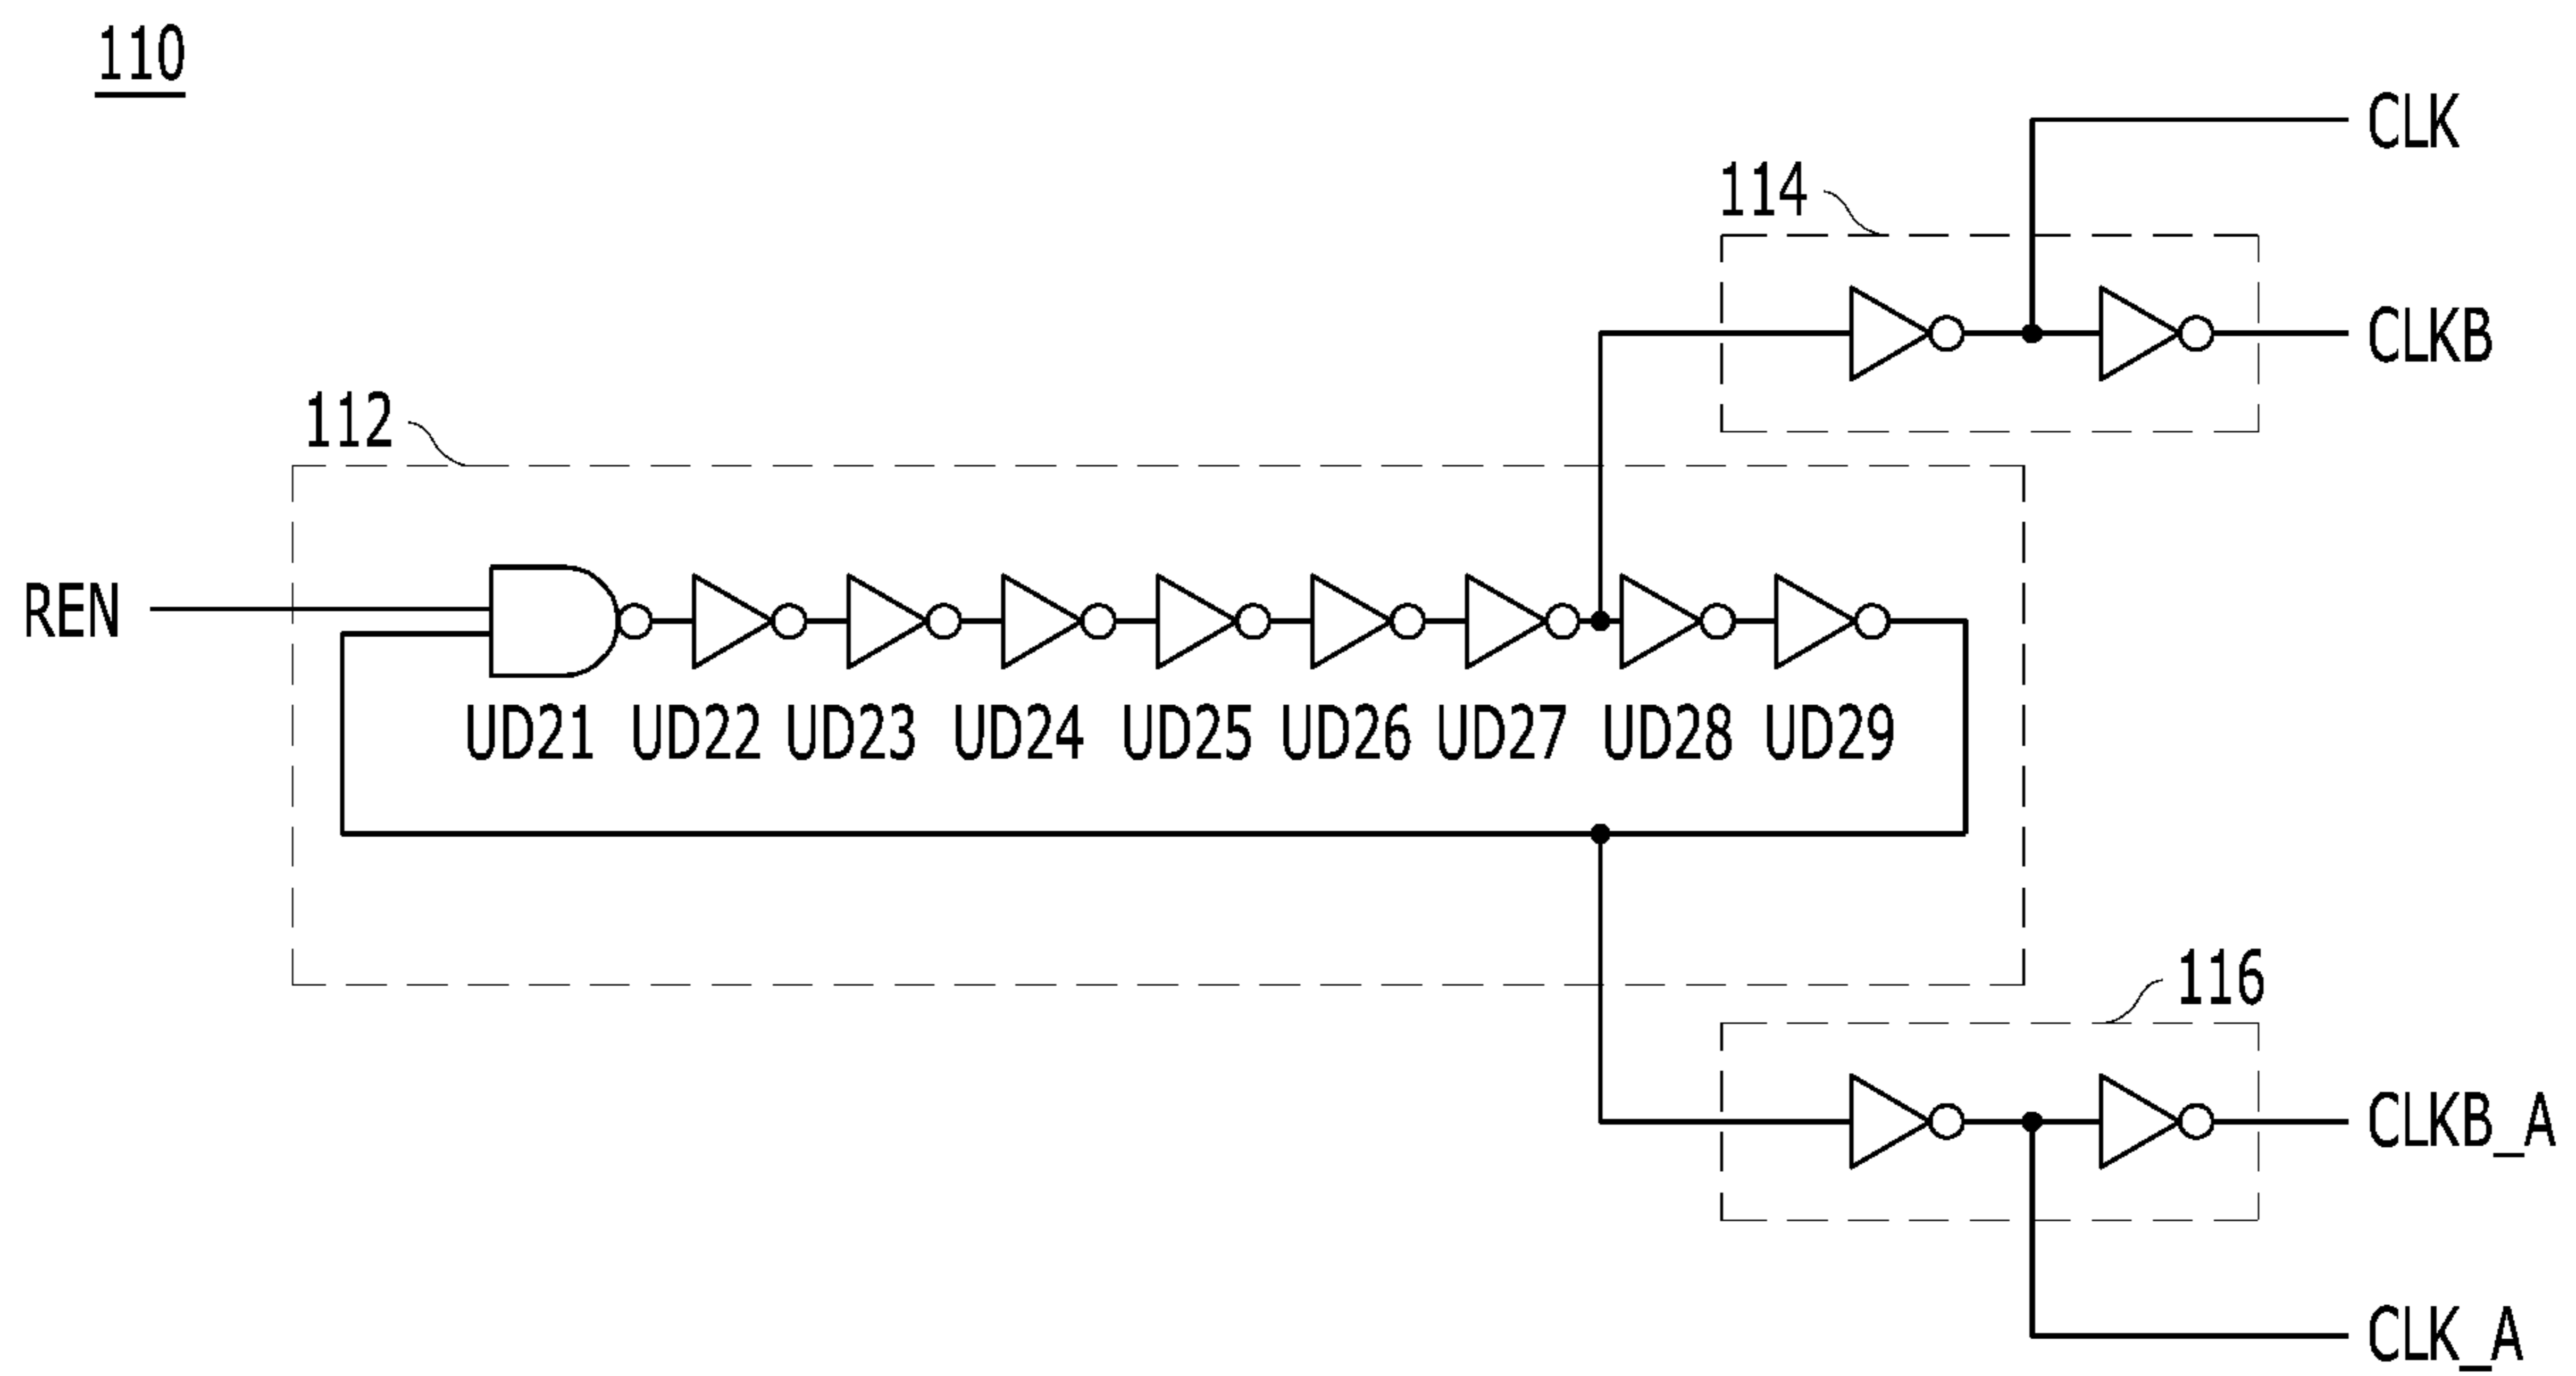 110
CLK
114
CLKB
112
REN
UD21 UD22 UD23 UD24 UD25 UD26 UD27 UD28 UD29
116
CLKB_A
CLK_A